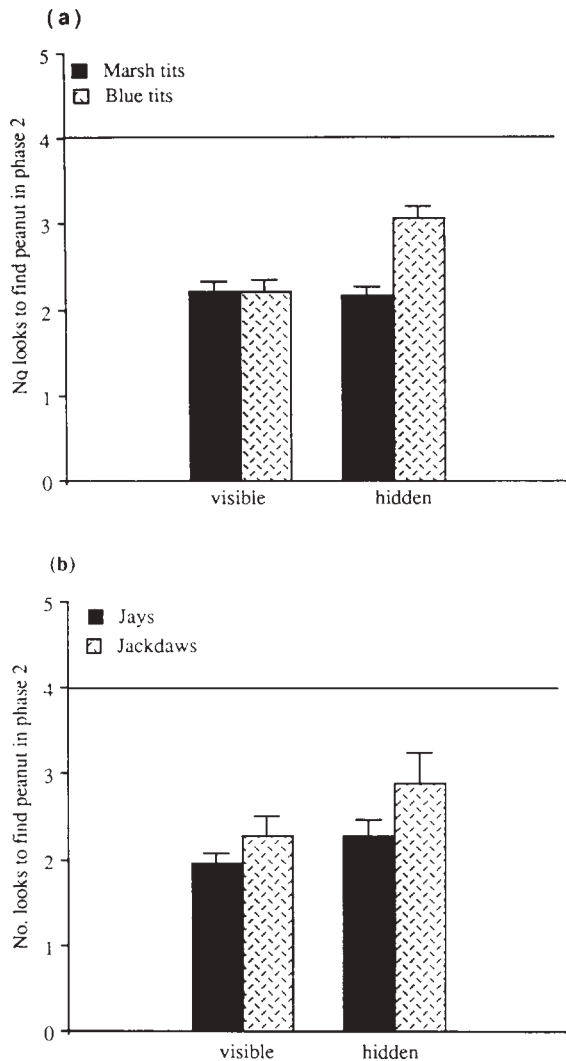 (a)
5
Marsh tits
Blue tits
4
3
2
1
0
No. looks to find peanut in phase 2
visible hidden
(b)
5
Jays
Jackdaws
4
3
2
1
0
No. looks to find peanut in phase 2
visible hidden